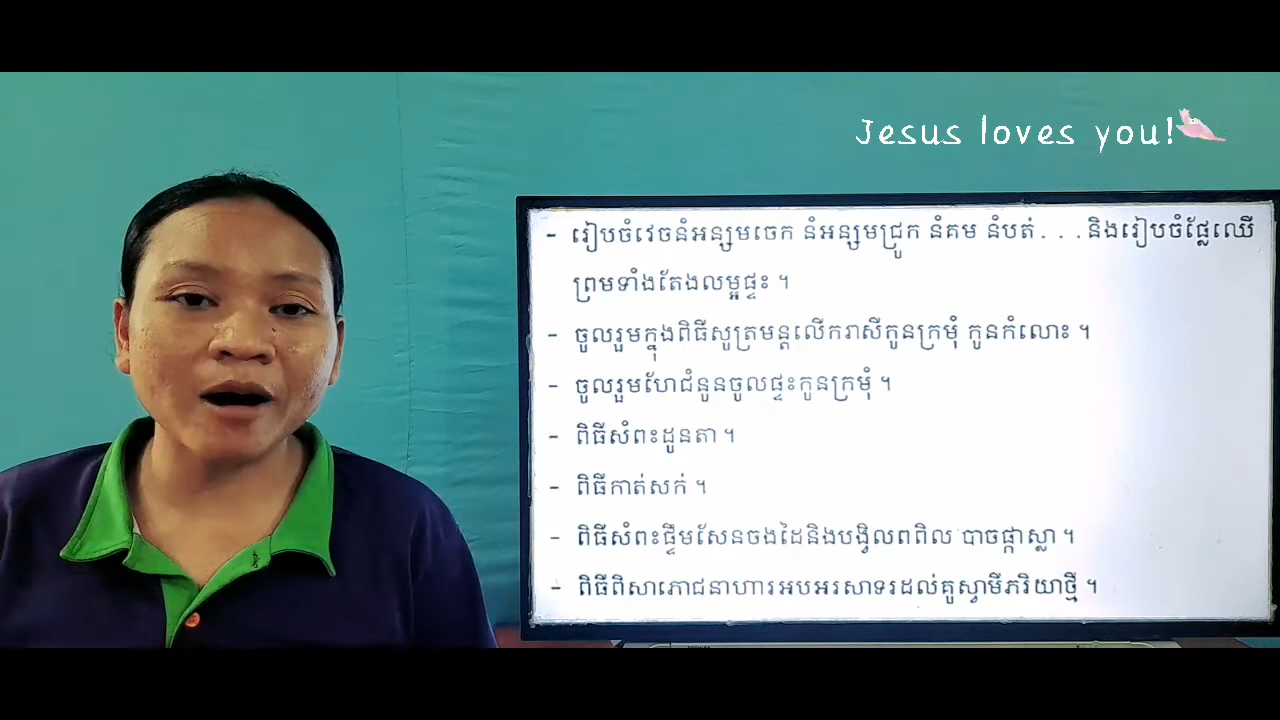 Jesus loves you!
- រៀបចំវេចនំអន្សមចេក នំអន្សមជ្រូក នំគម នំបត់ . . . និងរៀបចំផ្លែឈើ
ព្រមទាំងតែងលម្អផ្ទះ ។
- ចូលរួមក្នុងពិធីសូត្រមន្តលើករាសីកូនក្រមុំ កូនកំលោះ ។
- ចូលរួមហែជំនូនចូលផ្ទះកូនក្រមុំ ។
- ពិធីសំពះដូនតា ។
- ពិធីកាត់សក់ ។
- ពិធីសំពះផ្ទឹមសែនចងដៃនិងបង្វិលពពិល បាចផ្កាស្លា ។
- ពិធីពិសាភោជនាហារអបអរសាទរដល់គូស្វាមីភរិយាថ្មី ។